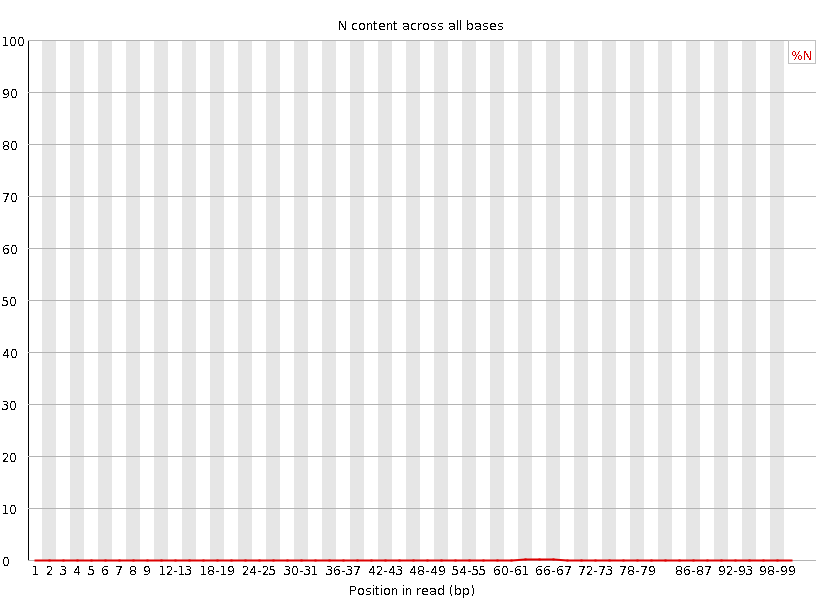 N content across all bases
%N
100
90
80
70
60
50
40
30
20
10
0
1 2 3 4 5 6 7 8 9 12-13 18-19 24-25 30-31 36-37 42-43 48-49 54-55 60-61 66-67 72-73 78-79 86-87 92-93 98-99
Position in read (bp)